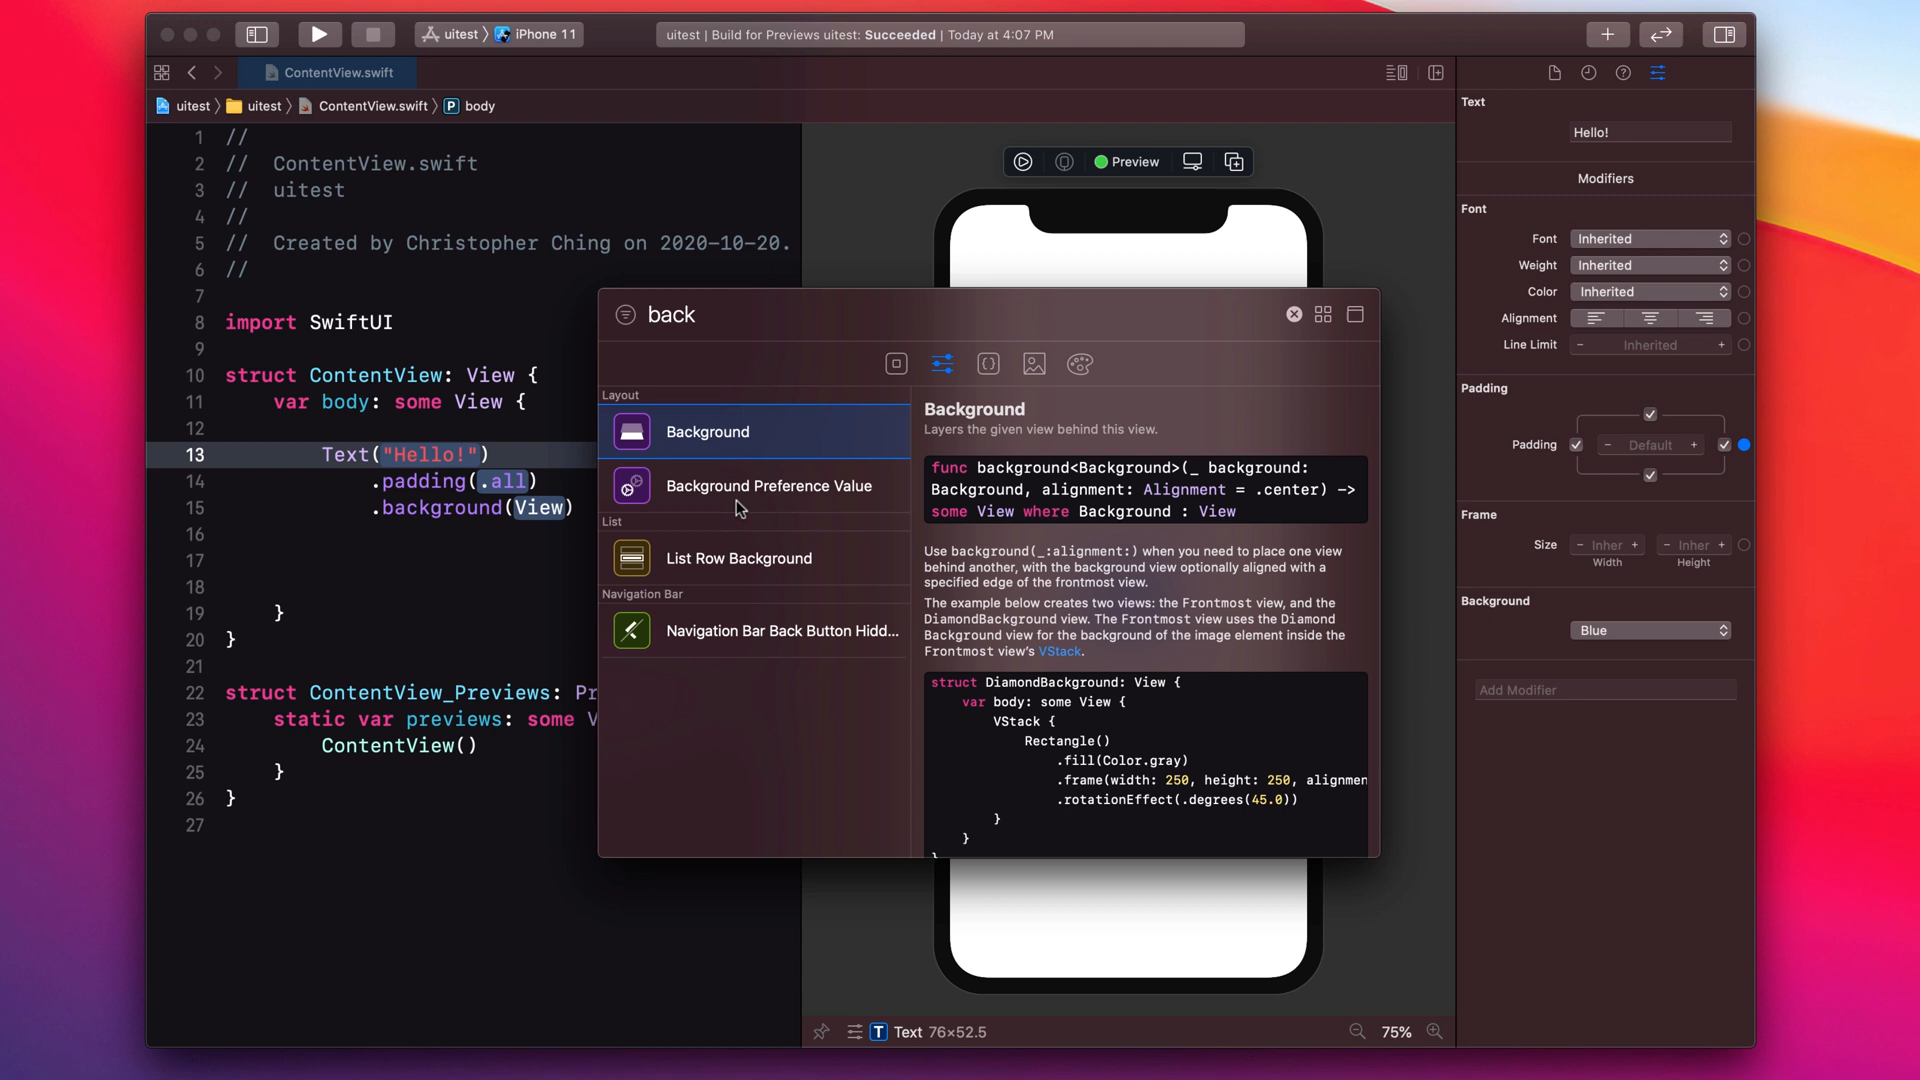 uitest 〉 iPhone 11
uitest | Build for Previews uitest: Succeeded | Today at 4:07 PM
ContentView.swift
uitest 〉 uitest 〉 ContentView.swift 〉 P body
1 //
2 // ContentView.swift
3 // uitest
4 //
5 // Created by Christopher Ching on 2020-10-20.
6 //
7
8 import SwiftUI
9
10 struct ContentView: View {
11 var body: some View {
12
13 Text("Hello!")
14 .padding(.all)
15 .background(View)
16
17
18
19 }
20 }
21
22 struct ContentView_Previews: Pr
23 static var previews: some V
24 ContentView()
25 }
26 }
27
Preview
back
Layout
Background
Background Preference Value
List
List Row Background
Navigation Bar
Navigation Bar Back Button Hidd...
Background
Layers the given view behind this view.
func background<Background>(_ background:
Background, alignment: Alignment = .center) ->
some View where Background : View
Use background(_:alignment:) when you need to place one view
behind another, with the background view optionally aligned with a
specified edge of the frontmost view.
The example below creates two views: the Frontmost view, and the
DiamondBackground view. The Frontmost view uses the Diamond
Background view for the background of the image element inside the
Frontmost view's VStack.
struct DiamondBackground: View {
var body: some View {
VStack {
Rectangle()
.fill(Color.gray)
.frame(width: 250, height: 250, alignmen
.rotationEffect(.degrees(45.0))
}
}
}
T Text 76×52.5
75%
Text
Hello!
Modifiers
Font
Font Inherited
Weight Inherited
Color Inherited
Alignment
Line Limit - Inherited +
Padding
Padding - Default +
Frame
Size - Inher + - Inher +
Width Height
Background
Blue
Add Modifier